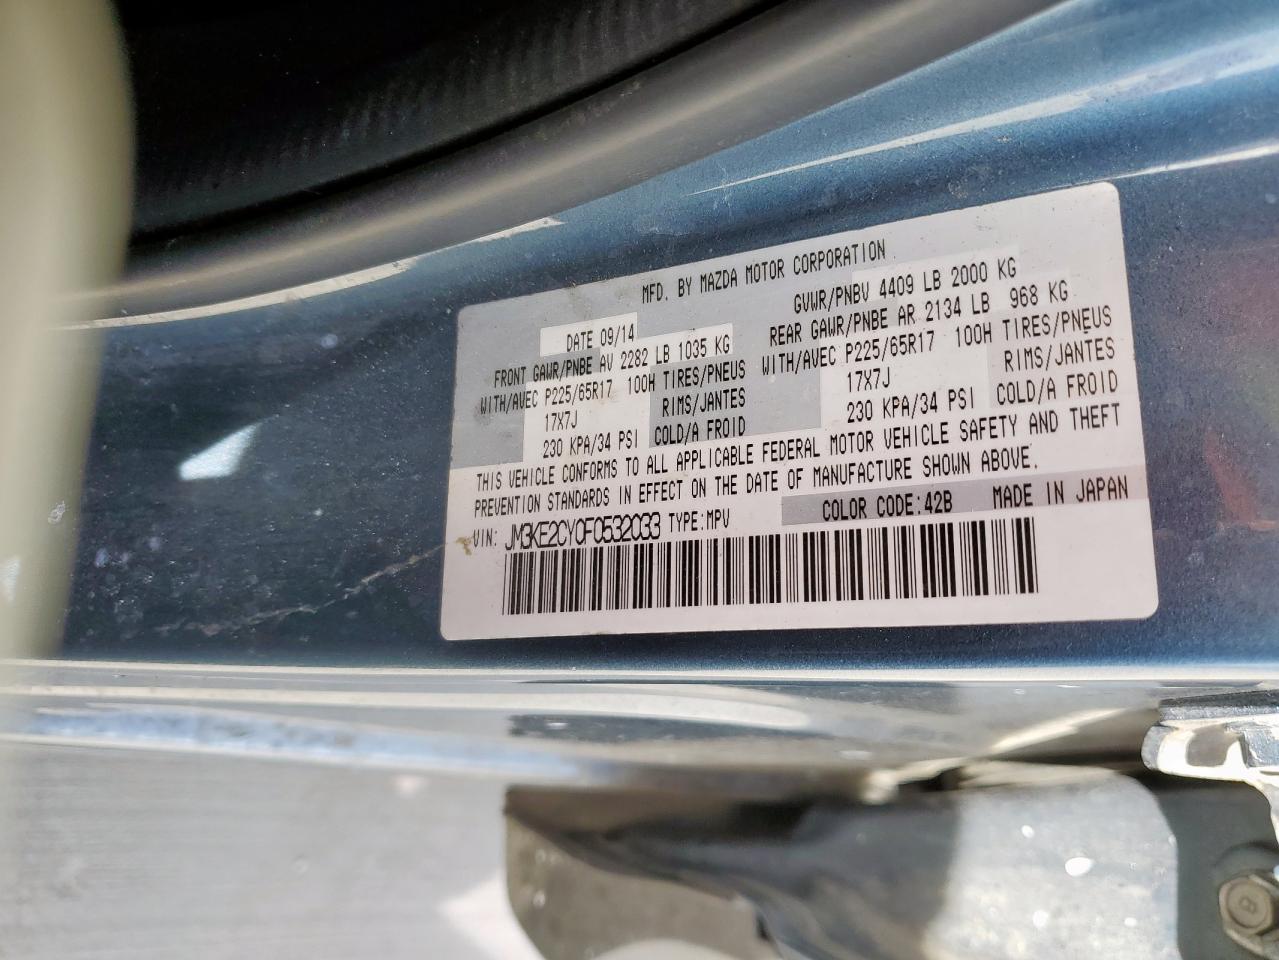 MFD. BY MAZDA MOTOR CORPORATION
DATE 09/14 GVWR/PNBV 4409 LB 2000 KG
FRONT GAWR/PNBE AV 2282 LB 1035 KG REAR GAWR/PNBE AR 2134 LB 968 KG
WITH/AVEC P225/65R17 100H TIRES/PNEUS WITH/AVEC P225/65R17 100H TIRES/PNEUS
17X7J RIMS/JANTES 17X7J RIMS/JANTES
230 KPA/34 PSI COLD/A FROID 230 KPA/34 PSI COLD/A FROID
THIS VEHICLE CONFORMS TO ALL APPLICABLE FEDERAL MOTOR VEHICLE SAFETY AND THEFT
PREVENTION STANDARDS IN EFFECT ON THE DATE OF MANUFACTURE SHOWN ABOVE.
VIN: JM3KE2CY0F0532033 TYPE:MPV COLOR CODE:42B MADE IN JAPAN
8